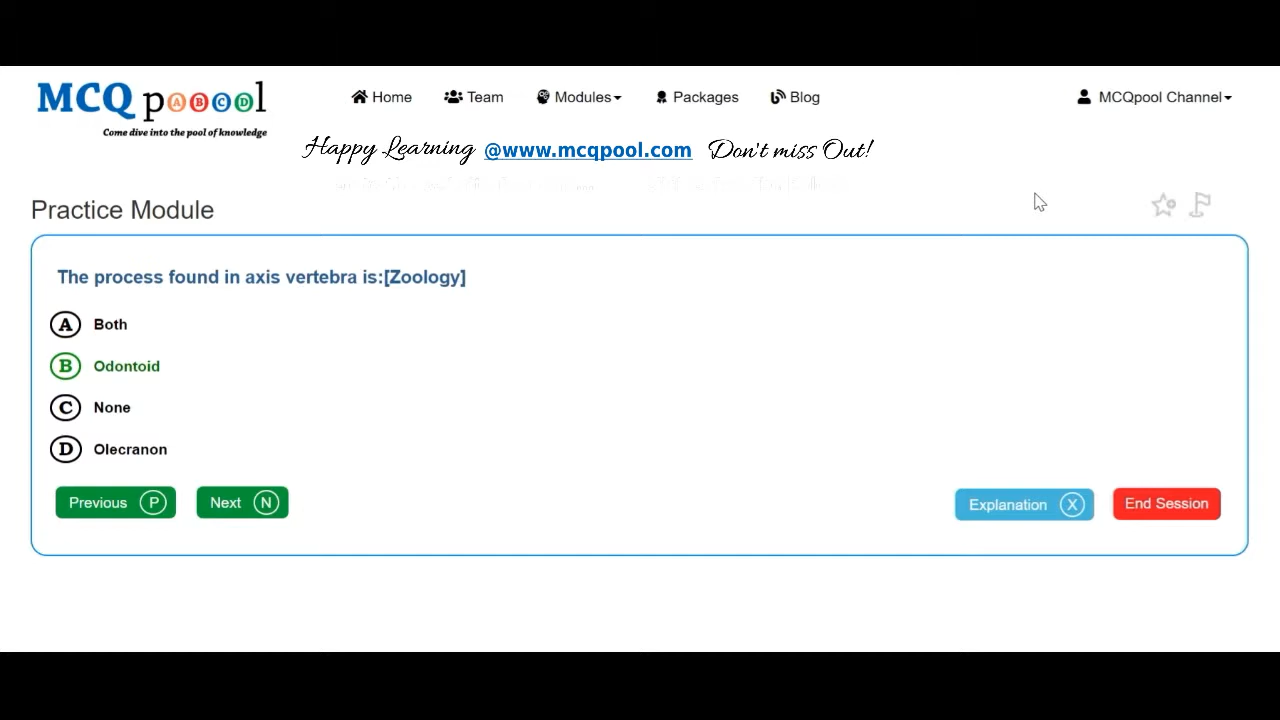 MCQ pooool
Come dive into the pool of knowledge
Home Team Modules Packages Blog MCQpool Channel
Happy Learning @www.mcqpool.com Don't miss Out!
Practice Module
The process found in axis vertebra is:[Zoology]
A Both
B Odontoid
C None
D Olecranon
Previous P Next N Explanation X End Session